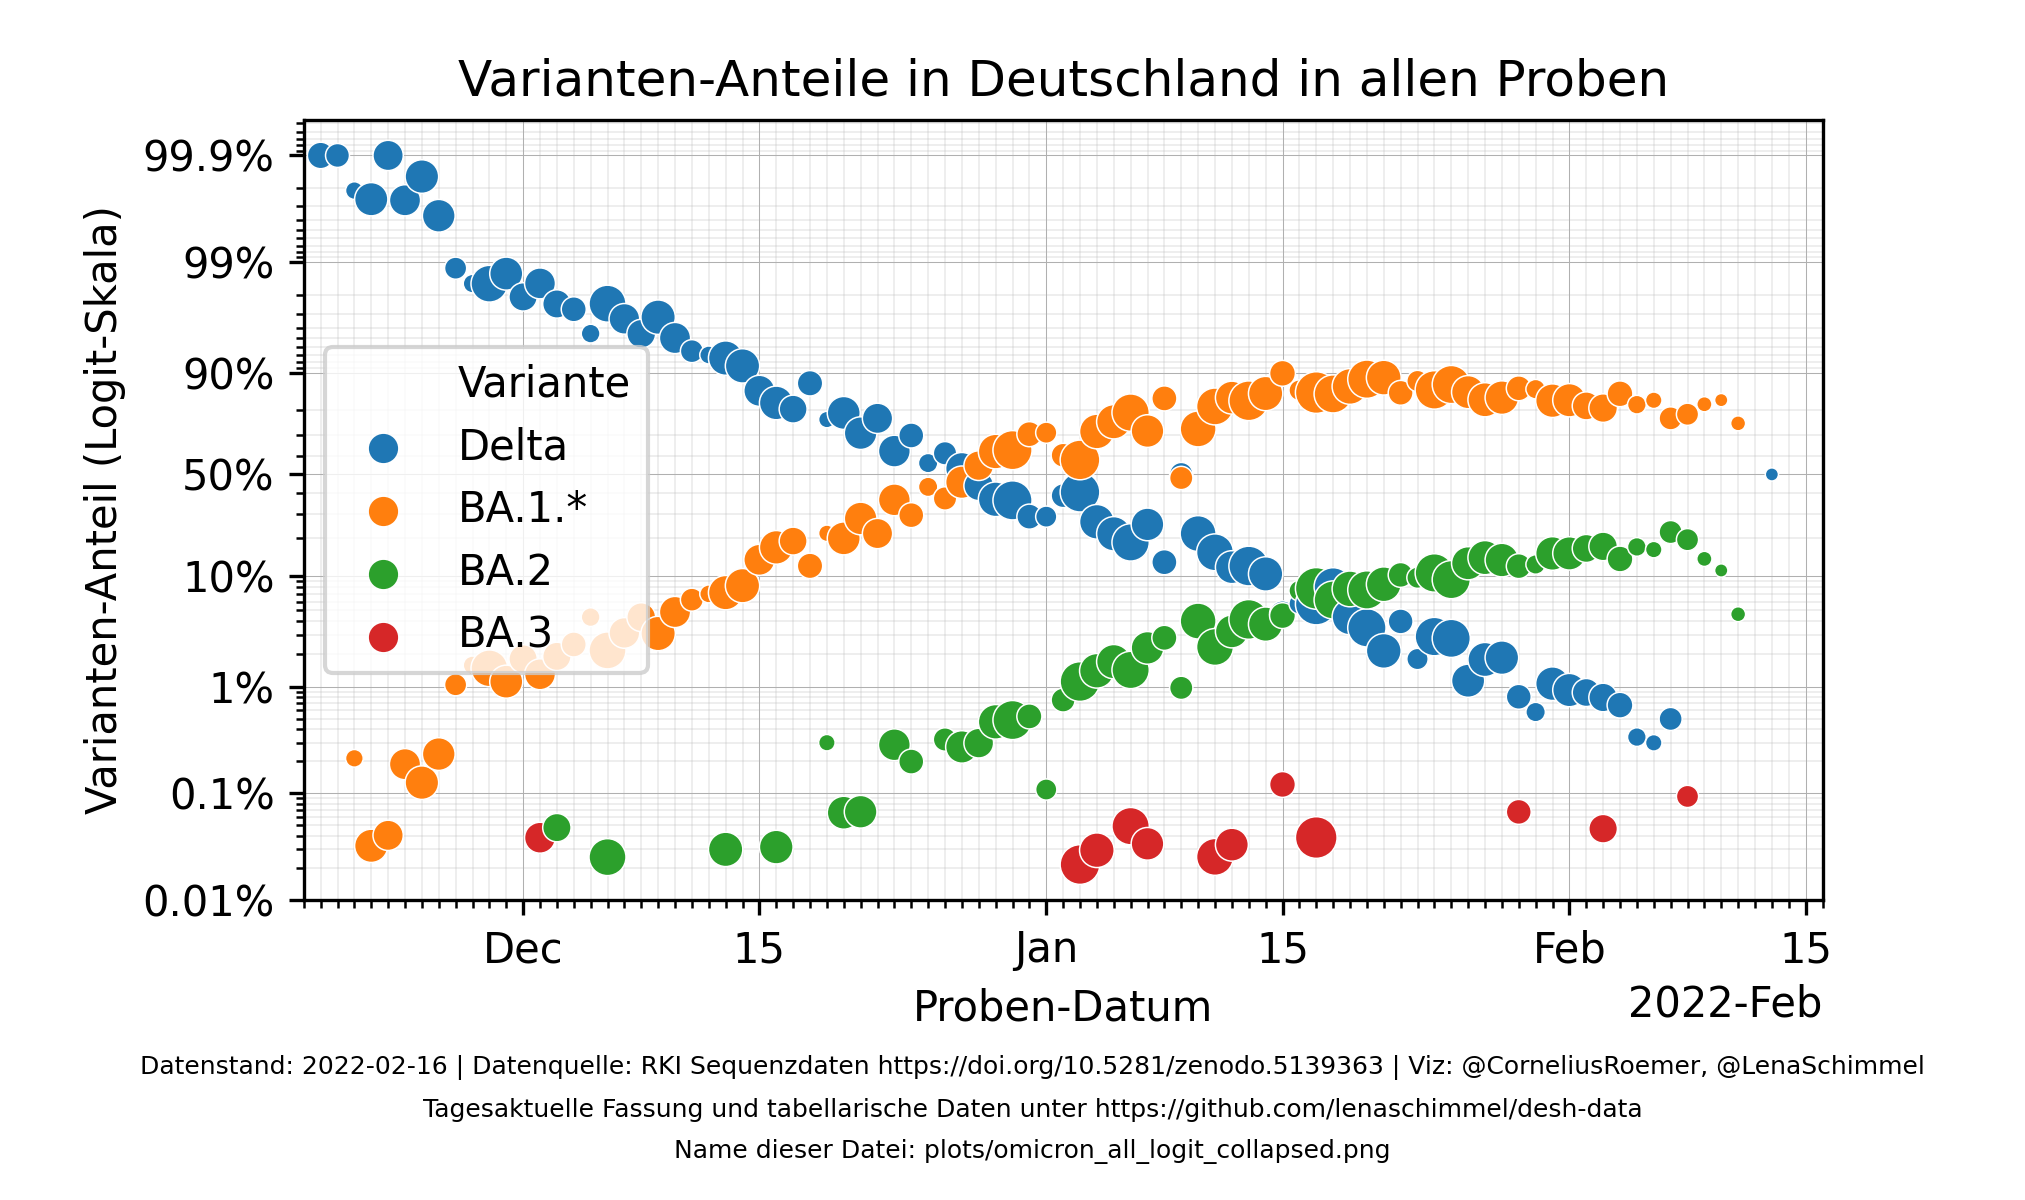 Varianten-Anteile in Deutschland in allen Proben
Varianten-Anteil (Logit-Skala)
99.9%
99%
90%
50%
10%
1%
0.1%
0.01%
Variante
Delta
BA.1.*
BA.2
BA.3
Dec 15 Jan 15 Feb 15
Proben-Datum
2022-Feb
Datenstand: 2022-02-16 | Datenquelle: RKI Sequenzdaten https://doi.org/10.5281/zenodo.5139363 | Viz: @CorneliusRoemer, @LenaSchimmel
Tagesaktuelle Fassung und tabellarische Daten unter https://github.com/lenaschimmel/desh-data
Name dieser Datei: plots/omicron_all_logit_collapsed.png